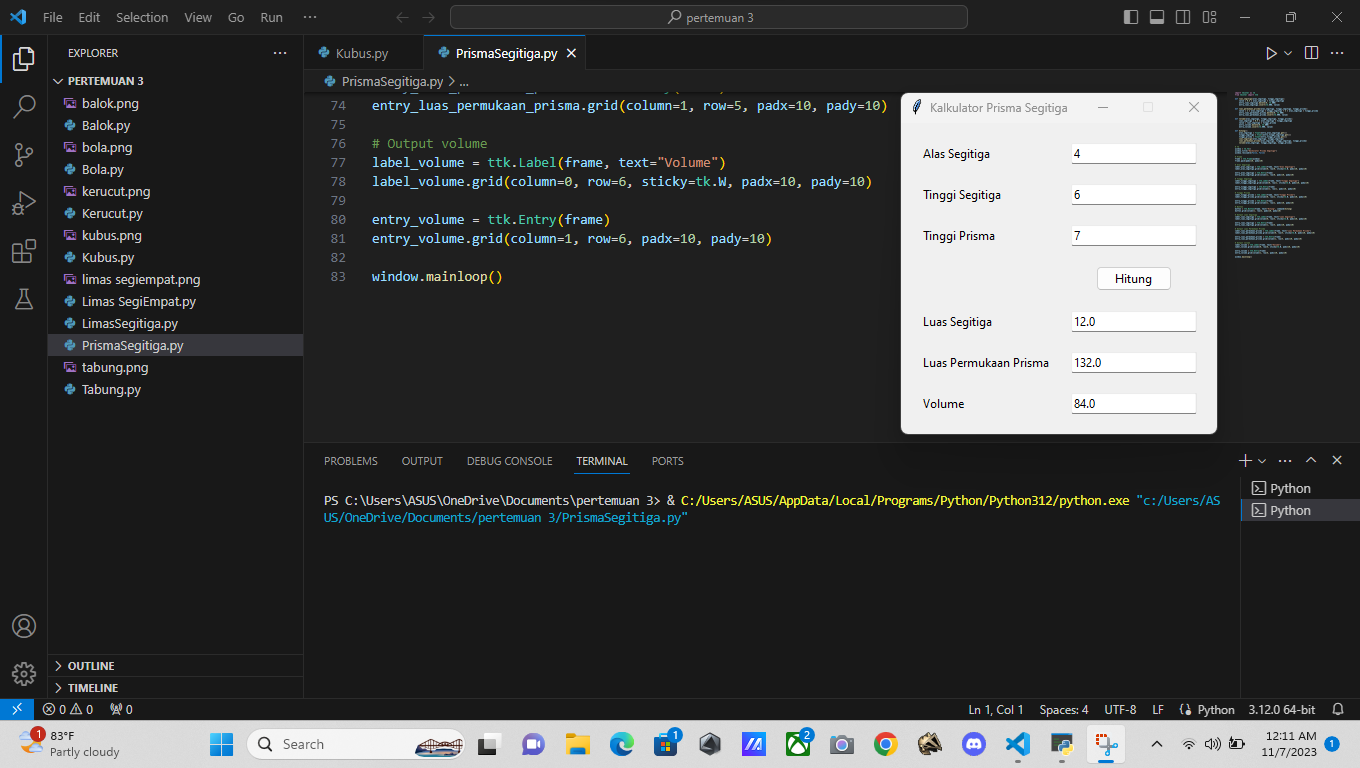 File Edit Selection View Go Run ··· pertemuan 3
EXPLORER ···
PERTEMUAN 3
balok.png
Balok.py
bola.png
Bola.py
kerucut.png
Kerucut.py
kubus.png
Kubus.py
limas segiempat.png
Limas SegiEmpat.py
LimasSegitiga.py
PrismaSegitiga.py
tabung.png
Tabung.py
OUTLINE
TIMELINE
Kubus.py PrismaSegitiga.py
PrismaSegitiga.py > ...
74 entry_luas_permukaan_prisma.grid(column=1, row=5, padx=10, pady=10)
75
76 # Output volume
77 label_volume = ttk.Label(frame, text="Volume")
78 label_volume.grid(column=0, row=6, sticky=tk.W, padx=10, pady=10)
79
80 entry_volume = ttk.Entry(frame)
81 entry_volume.grid(column=1, row=6, padx=10, pady=10)
82
83 window.mainloop()
Kalkulator Prisma Segitiga
Alas Segitiga 4
Tinggi Segitiga 6
Tinggi Prisma 7
Hitung
Luas Segitiga 12.0
Luas Permukaan Prisma 132.0
Volume 84.0
PROBLEMS OUTPUT DEBUG CONSOLE TERMINAL PORTS
PS C:\Users\ASUS\OneDrive\Documents\pertemuan 3> & C:/Users/ASUS/AppData/Local/Programs/Python/Python312/python.exe "c:/Users/AS
US/OneDrive/Documents/pertemuan 3/PrismaSegitiga.py"
Python
Python
0 0 0 Ln 1, Col 1 Spaces: 4 UTF-8 LF Python 3.12.0 64-bit
1 83°F
Partly cloudy
Search
1
2
12:11 AM
11/7/2023
1